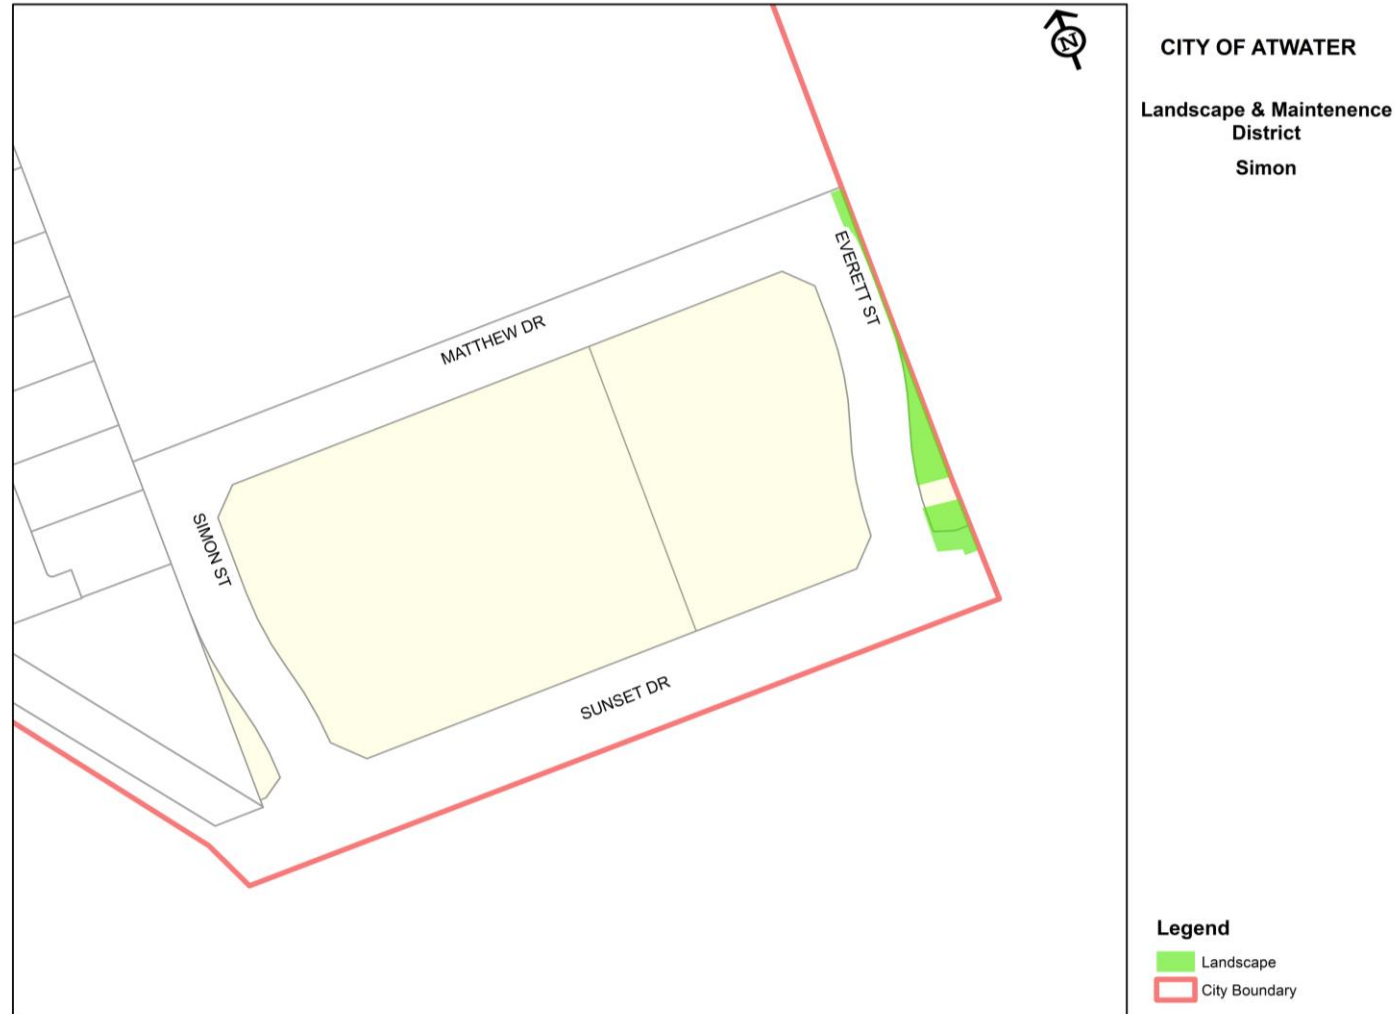 N
CITY OF ATWATER
Landscape & Maintenence
District
Simon
EVERETT ST
MATTHEW DR
SIMON ST
SUNSET DR
Legend
Landscape
City Boundary